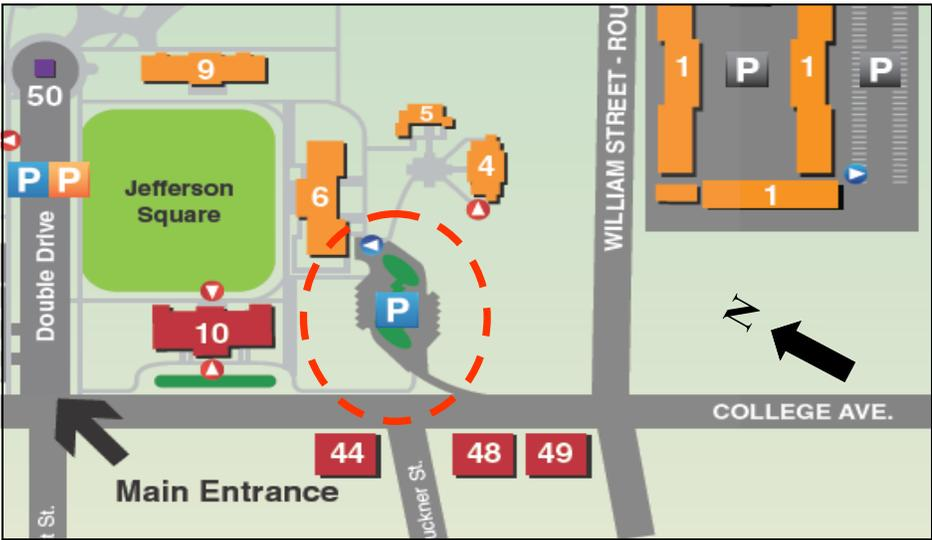 9
50
5
4
6
1
P
1
P
1
P P
Jefferson
Square
Double Drive
WILLIAM STREET - ROU
P
10
N
COLLEGE AVE.
44
48
49
Main Entrance
t St.
uckner St.